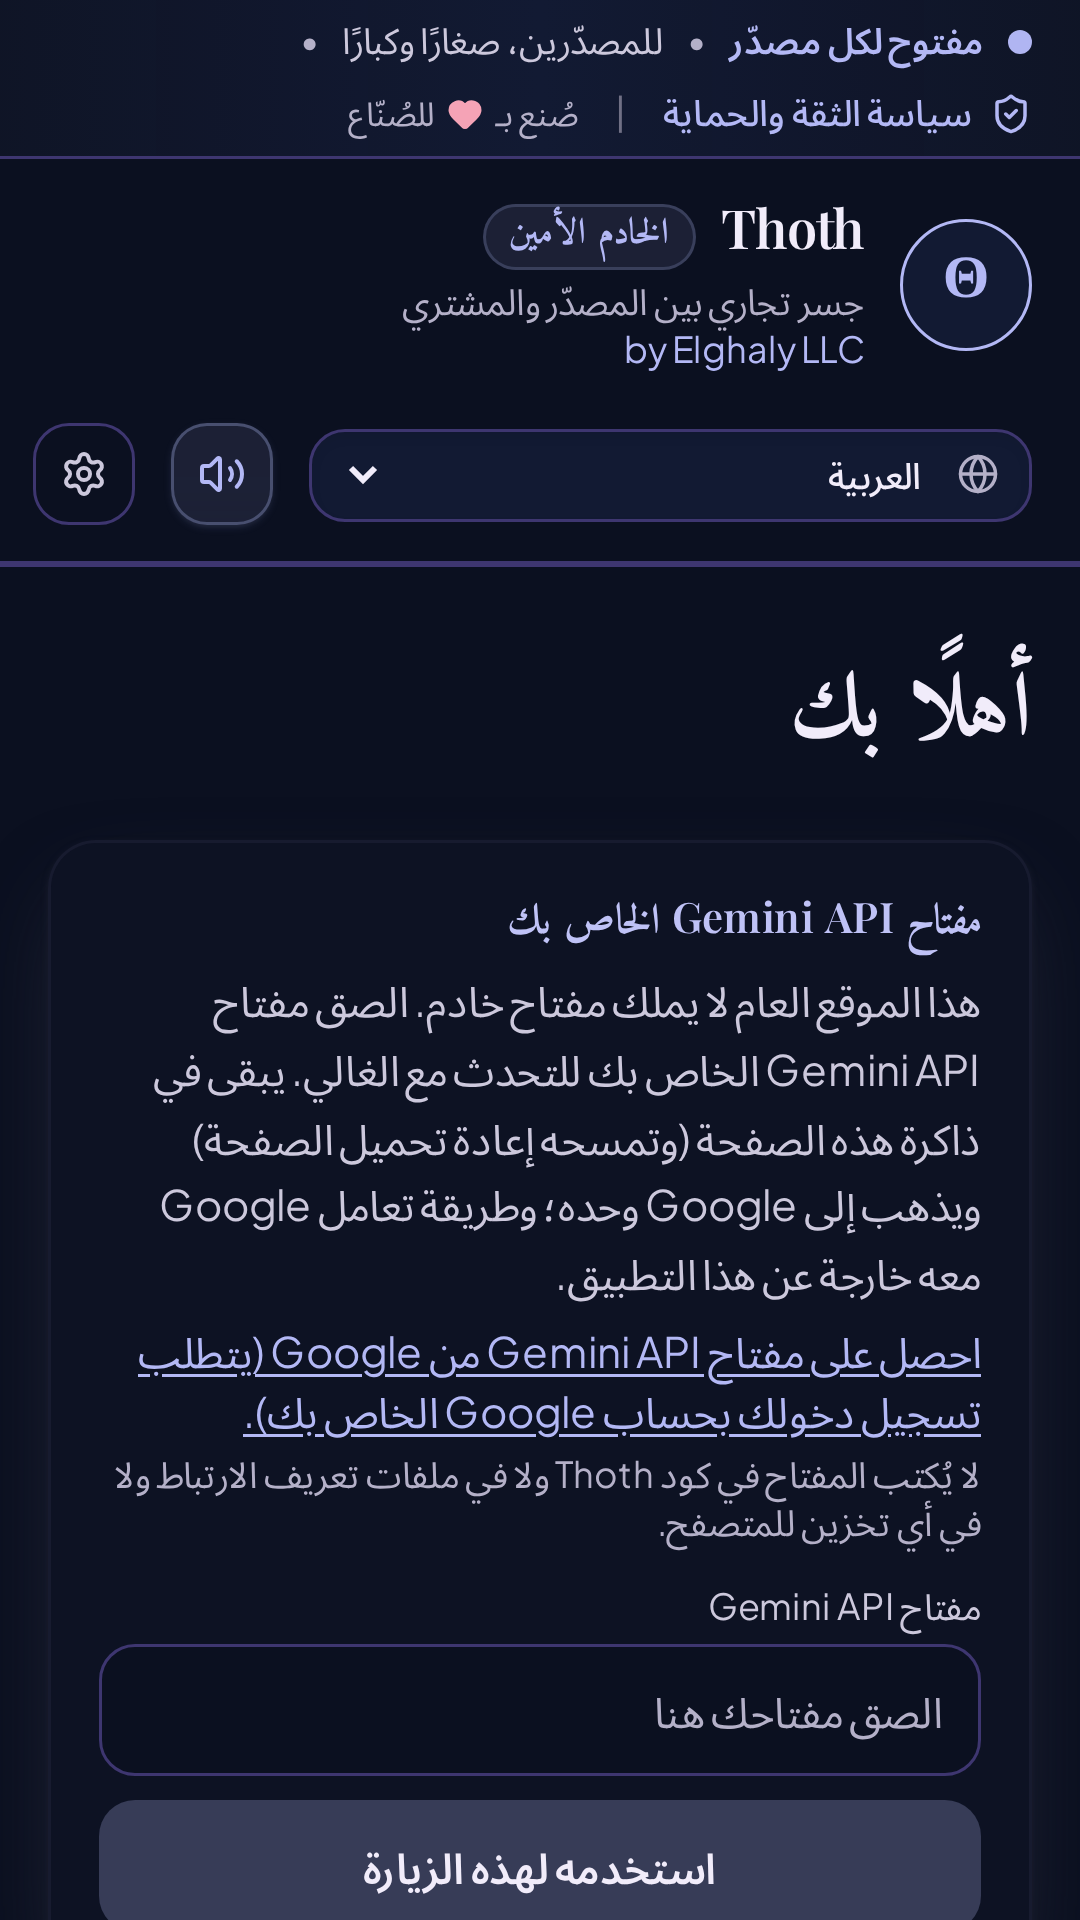 مفتوح لكل مصدّر • للمصدّرين، صغارًا وكبارًا •
سياسة الثقة والحماية | صُنع بـ ♥ للصُنّاع
Thoth الخادم الأمين
Θ
جسر تجاري بين المصدّر والمشتري
by Elghaly LLC
العربية
أهلًا بك
مفتاح Gemini API الخاص بك
هذا الموقع العام لا يملك مفتاح خادم. الصق مفتاح
Gemini API الخاص بك للتحدث مع الغالي. يبقى في
ذاكرة هذه الصفحة (وتمسحه إعادة تحميل الصفحة)
ويذهب إلى Google وحده؛ وطريقة تعامل Google
معه خارجة عن هذا التطبيق.
احصل على مفتاح Gemini API من Google (يتطلب
تسجيل دخولك بحساب Google الخاص بك).
لا يُكتب المفتاح في كود Thoth ولا في ملفات تعريف الارتباط ولا
في أي تخزين للمتصفح.
مفتاح Gemini API
الصق مفتاحك هنا
استخدمه لهذه الزيارة